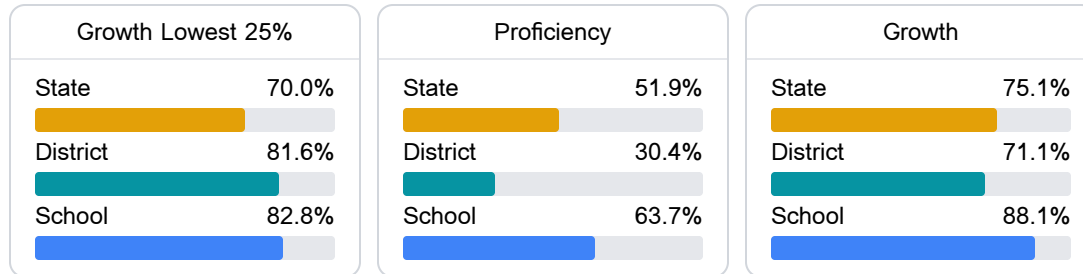 Growth Lowest 25%
State 70.0%
District 81.6%
School 82.8%
Proficiency
State 51.9%
District 30.4%
School 63.7%
Growth
State 75.1%
District 71.1%
School 88.1%